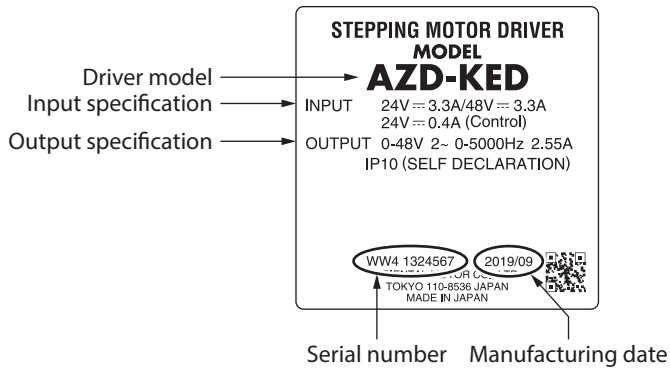 STEPPING MOTOR DRIVER
MODEL
Driver model
AZD-KED
Input specification
INPUT 24V ⎓ 3.3A/48V ⎓ 3.3A
24V ⎓ 0.4A (Control)
Output specification
OUTPUT 0-48V 2~ 0-5000Hz 2.55A
IP10 (SELF DECLARATION)
WW4 1324567 2019/09
TOKYO 110-8536 JAPAN
MADE IN JAPAN
Serial number Manufacturing date